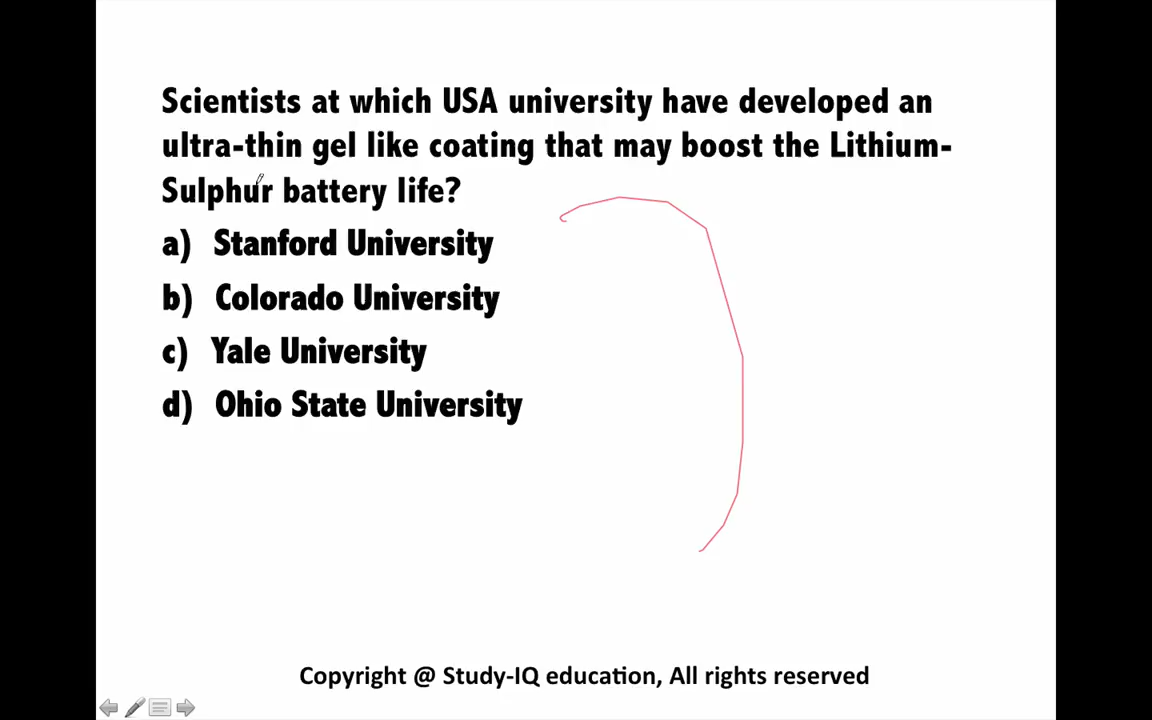 Scientists at which USA university have developed an
ultra-thin gel like coating that may boost the Lithium-
Sulphur battery life?
a) Stanford University
b) Colorado University
c) Yale University
d) Ohio State University
Copyright @ Study-IQ education, All rights reserved